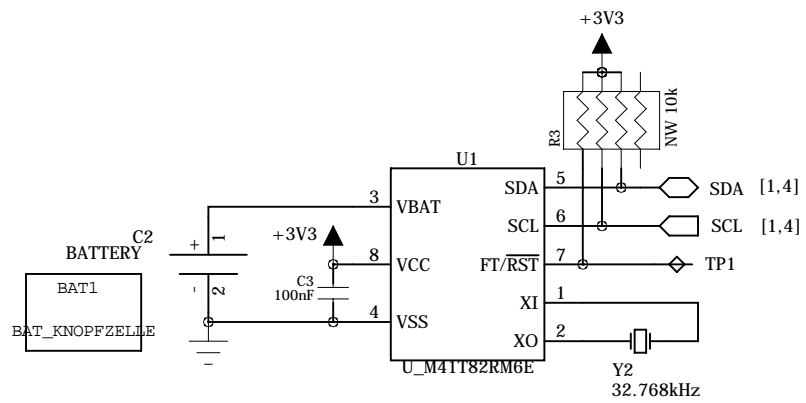 +3V3
R3
NW 10k
U1
3
VBAT
SDA
5
SDA [1,4]
SCL
6
SCL [1,4]
C2
BATTERY
+
1
-
2
+3V3
8
VCC
FT/RST
7
TP1
C3
100nF
BAT1
BAT_KNOPFZELLE
4
VSS
XI
1
XO
2
U_M41T82RM6E
Y2
32,768kHz